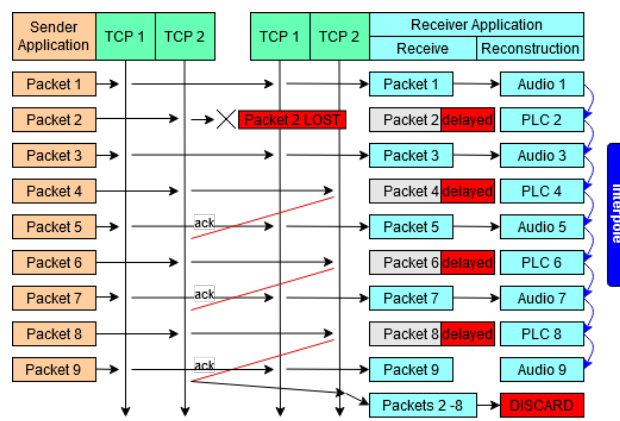 Sender Application
TCP 1
TCP 2
TCP 1
TCP 2
Receiver Application
Receive
Reconstruction
Packet 1
Packet 1
Audio 1
Packet 2
Packet 2 LOST
Packet 2
delayed
PLC 2
Packet 3
Packet 3
Audio 3
Packet 4
Packet 4
delayed
PLC 4
Packet 5
ack
Packet 5
Audio 5
Packet 6
Packet 6
delayed
PLC 6
Packet 7
ack
Packet 7
Audio 7
Packet 8
Packet 8
delayed
PLC 8
Packet 9
ack
Packet 9
Audio 9
Packets 2 -8
DISCARD